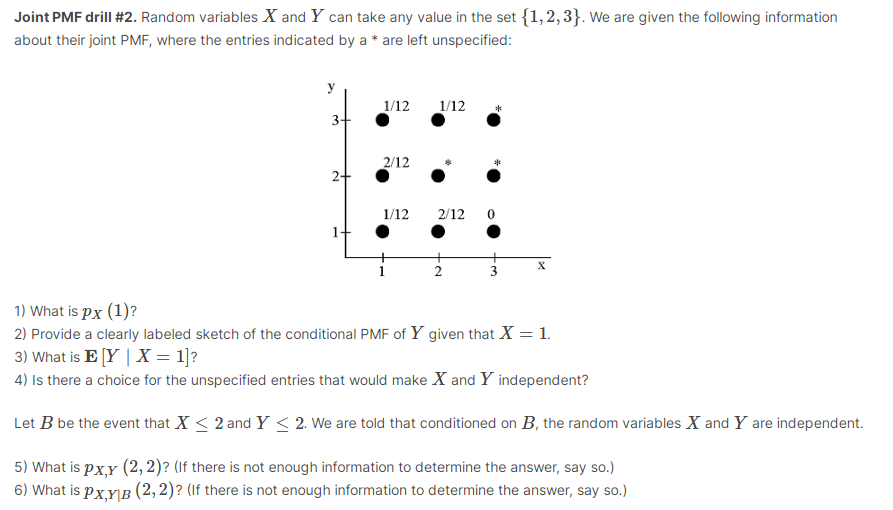 Joint PMF drill #2. Random variables X and Y can take any value in the set {1, 2, 3}. We are given the following information
about their joint PMF, where the entries indicated by a * are left unspecified:
y
1/12 1/12 *
3
2/12 * *
2
1/12 2/12 0
1
1 2 3 x
1) What is pX (1)?
2) Provide a clearly labeled sketch of the conditional PMF of Y given that X = 1.
3) What is E [Y | X = 1]?
4) Is there a choice for the unspecified entries that would make X and Y independent?
Let B be the event that X ≤ 2 and Y ≤ 2. We are told that conditioned on B, the random variables X and Y are independent.
5) What is pX,Y (2, 2)? (If there is not enough information to determine the answer, say so.)
6) What is pX,Y|B (2, 2)? (If there is not enough information to determine the answer, say so.)